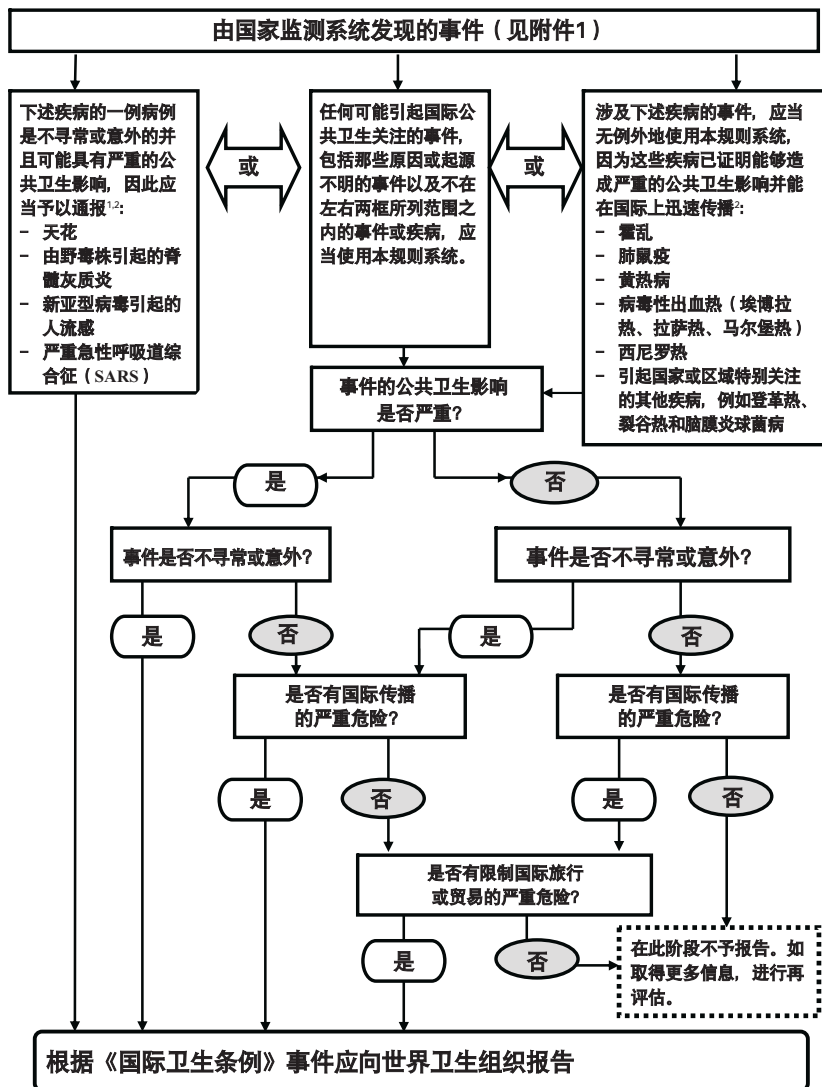 由国家监测系统发现的事件（见附件1）
下述疾病的一例病例
是不寻常或意外的并
且可能具有严重的公
共卫生影响，因此应
当予以通报1,2:
– 天花
– 由野毒株引起的脊
髓灰质炎
– 新亚型病毒引起的
人流感
– 严重急性呼吸道综
合征（SARS）
或
任何可能引起国际公
共卫生关注的事件，
包括那些原因或起源
不明的事件以及不在
左右两框所列范围之
内的事件或疾病，应
当使用本规则系统。
或
涉及下述疾病的事件，应当
无例外地使用本规则系统，
因为这些疾病已证明能够造
成严重的公共卫生影响并能
在国际上迅速传播2:
– 霍乱
– 肺鼠疫
– 黄热病
– 病毒性出血热（埃博拉
热、拉萨热、马尔堡热）
– 西尼罗热
– 引起国家或区域特别关注
的其他疾病，例如登革热、
裂谷热和脑膜炎球菌病
事件的公共卫生影响
是否严重？
是
否
事件是否不寻常或意外？
事件是否不寻常或意外？
是
否
是
否
是否有国际传播
的严重危险？
是否有国际传播
的严重危险？
是
否
是
否
是否有限制国际旅行
或贸易的严重危险？
是
否
在此阶段不予报告。如
取得更多信息，进行再
评估。
根据《国际卫生条例》事件应向世界卫生组织报告